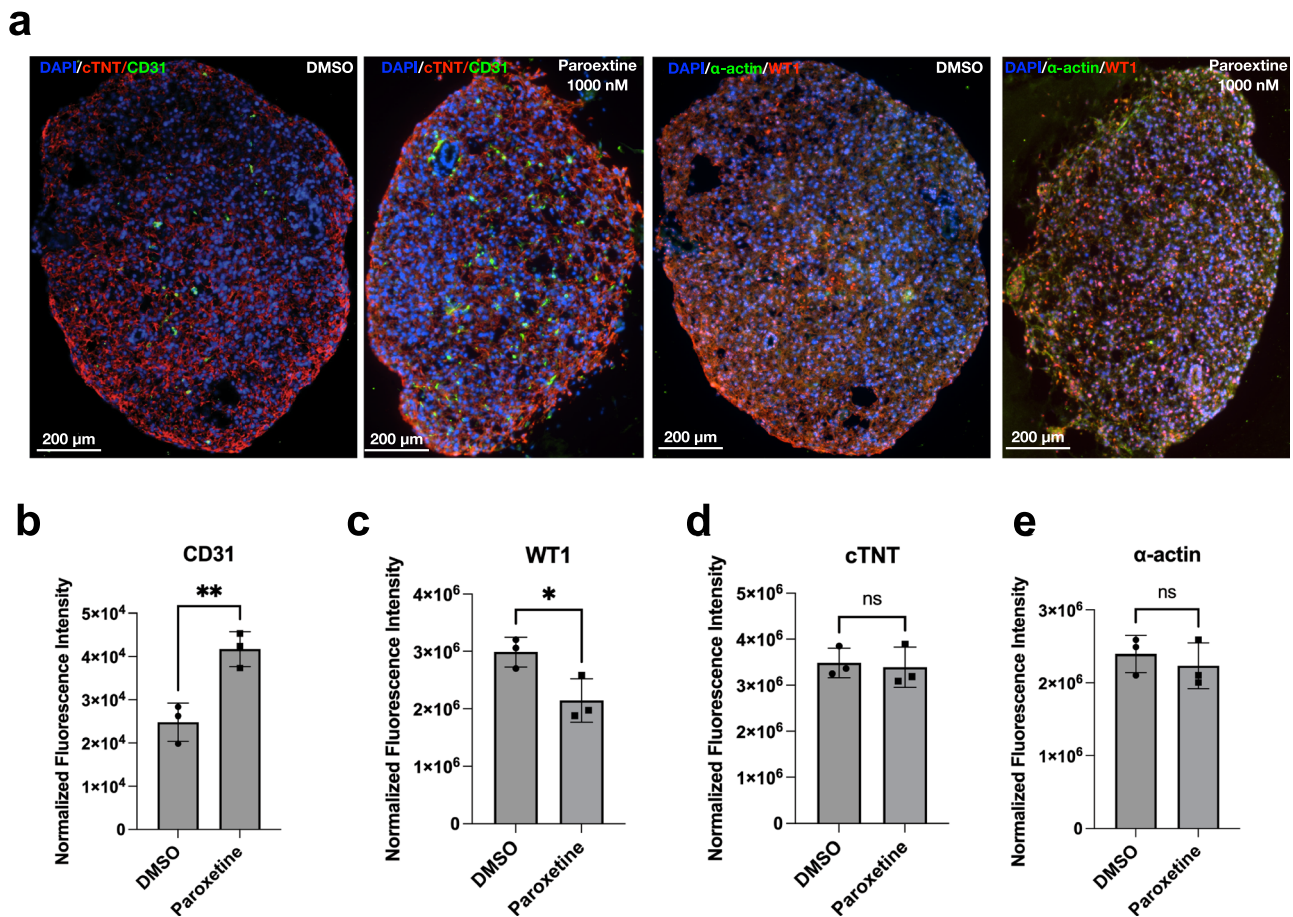 a
DAPI/cTNT/CD31 DMSO
DAPI/cTNT/CD31 Paroextine
1000 nM
DAPI/α-actin/WT1 DMSO
DAPI/α-actin/WT1 Paroextine
1000 nM
200 µm
200 µm
200 µm
200 µm
b
CD31
Normalized Fluorescence Intensity
5×10⁴
4×10⁴
3×10⁴
2×10⁴
1×10⁴
0
**
DMSO
Paroxetine
c
WT1
Normalized Fluorescence Intensity
4×10⁶
3×10⁶
2×10⁶
1×10⁶
0
*
DMSO
Paroxetine
d
cTNT
Normalized Fluorescence Intensity
5×10⁶
4×10⁶
3×10⁶
2×10⁶
1×10⁶
0
ns
DMSO
Paroxetine
e
α-actin
Normalized Fluorescence Intensity
3×10⁶
2×10⁶
1×10⁶
0
ns
DMSO
Paroxetine